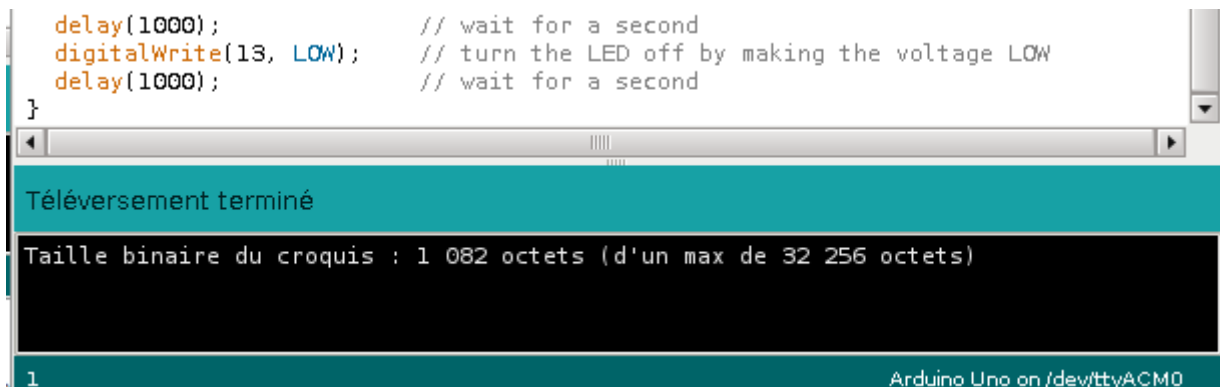 delay(1000);               // wait for a second
digitalWrite(13, LOW);    // turn the LED off by making the voltage LOW
delay(1000);               // wait for a second
}
Téléversement terminé
Taille binaire du croquis : 1 082 octets (d'un max de 32 256 octets)
1 Arduino Uno on /dev/ttyACM0